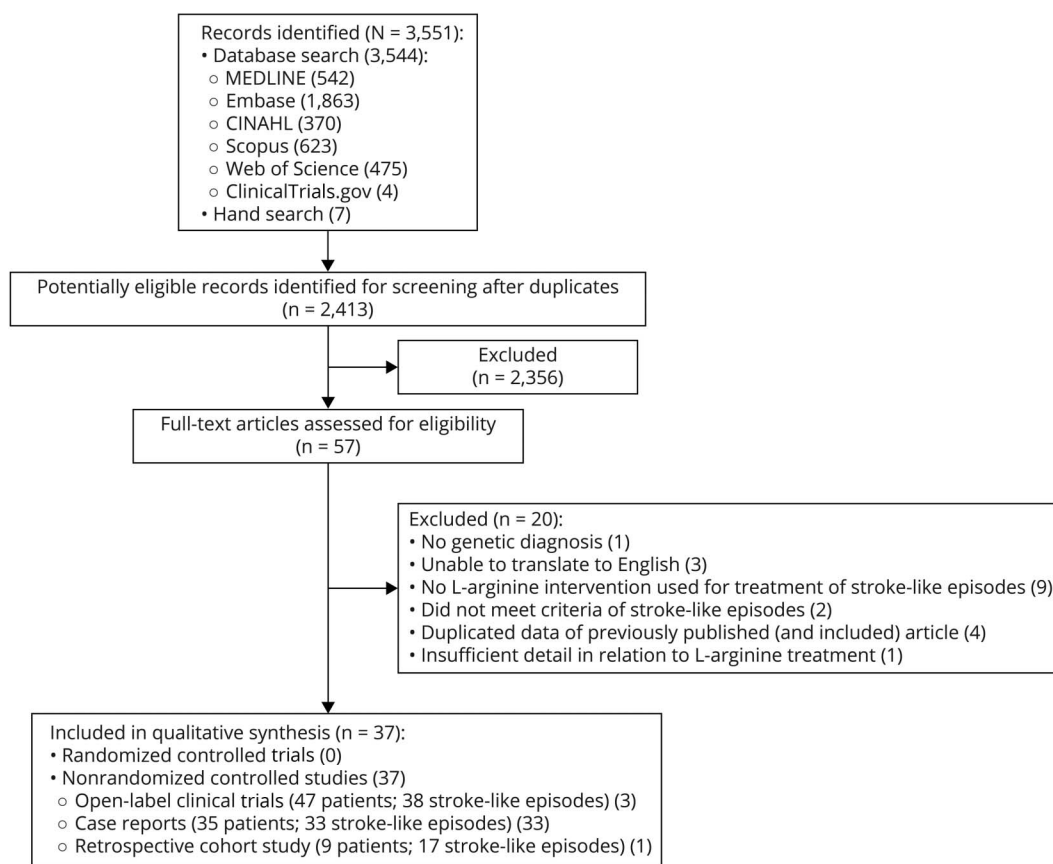 Records identified (N = 3,551):
• Database search (3,544):
○ MEDLINE (542)
○ Embase (1,863)
○ CINAHL (370)
○ Scopus (623)
○ Web of Science (475)
○ ClinicalTrials.gov (4)
• Hand search (7)
Potentially eligible records identified for screening after duplicates
(n = 2,413)
Excluded
(n = 2,356)
Full-text articles assessed for eligibility
(n = 57)
Excluded (n = 20):
• No genetic diagnosis (1)
• Unable to translate to English (3)
• No L-arginine intervention used for treatment of stroke-like episodes (9)
• Did not meet criteria of stroke-like episodes (2)
• Duplicated data of previously published (and included) article (4)
• Insufficient detail in relation to L-arginine treatment (1)
Included in qualitative synthesis (n = 37):
• Randomized controlled trials (0)
• Nonrandomized controlled studies (37)
○ Open-label clinical trials (47 patients; 38 stroke-like episodes) (3)
○ Case reports (35 patients; 33 stroke-like episodes) (33)
○ Retrospective cohort study (9 patients; 17 stroke-like episodes) (1)